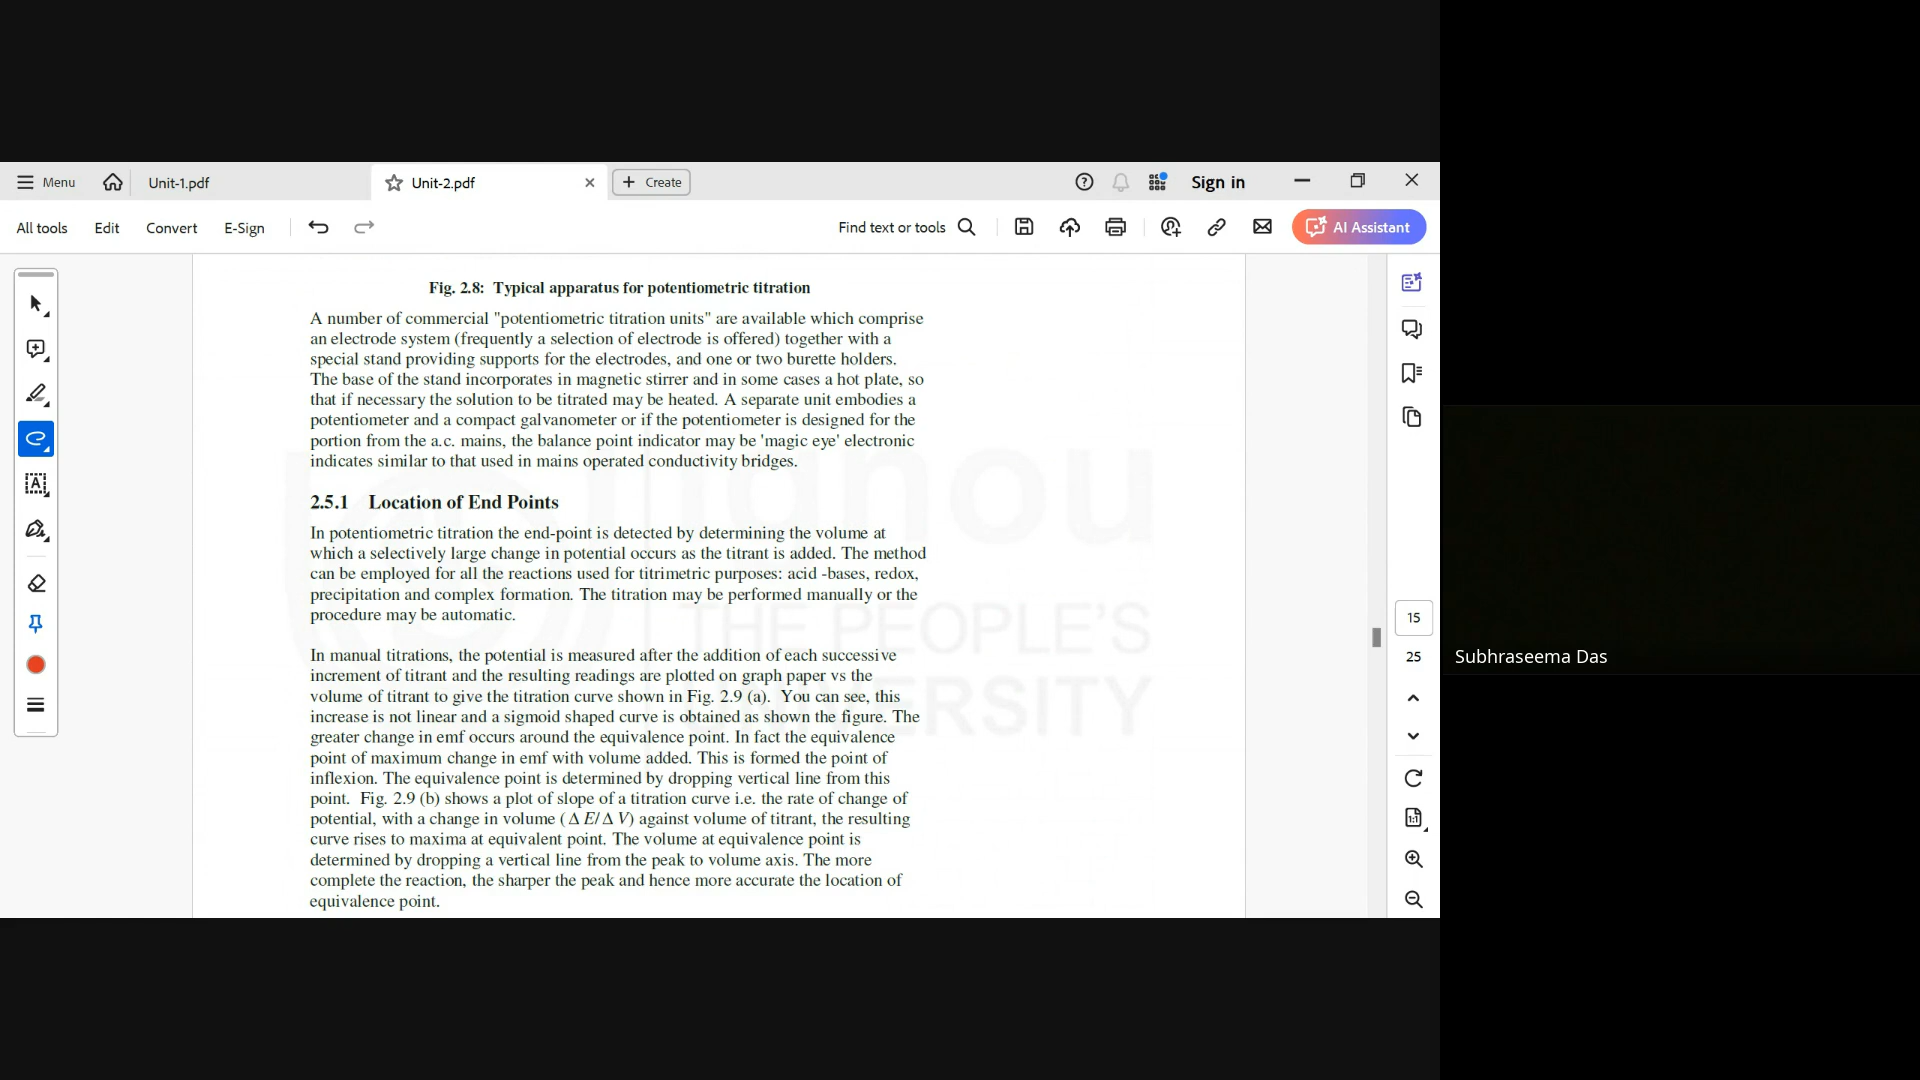 Menu
Unit-1.pdf
Unit-2.pdf
Create
Sign in
All tools
Edit
Convert
E-Sign
Find text or tools
AI Assistant
Fig. 2.8: Typical apparatus for potentiometric titration
A number of commercial "potentiometric titration units" are available which comprise
an electrode system (frequently a selection of electrode is offered) together with a
special stand providing supports for the electrodes, and one or two burette holders.
The base of the stand incorporates in magnetic stirrer and in some cases a hot plate, so
that if necessary the solution to be titrated may be heated. A separate unit embodies a
potentiometer and a compact galvanometer or if the potentiometer is designed for the
portion from the a.c. mains, the balance point indicator may be 'magic eye' electronic
indicates similar to that used in mains operated conductivity bridges.
2.5.1 Location of End Points
In potentiometric titration the end-point is detected by determining the volume at
which a selectively large change in potential occurs as the titrant is added. The method
can be employed for all the reactions used for titrimetric purposes: acid -bases, redox,
precipitation and complex formation. The titration may be performed manually or the
procedure may be automatic.
In manual titrations, the potential is measured after the addition of each successive
increment of titrant and the resulting readings are plotted on graph paper vs the
volume of titrant to give the titration curve shown in Fig. 2.9 (a). You can see, this
increase is not linear and a sigmoid shaped curve is obtained as shown the figure. The
greater change in emf occurs around the equivalence point. In fact the equivalence
point of maximum change in emf with volume added. This is formed the point of
inflexion. The equivalence point is determined by dropping vertical line from this
point. Fig. 2.9 (b) shows a plot of slope of a titration curve i.e. the rate of change of
potential, with a change in volume (Δ E/Δ V) against volume of titrant, the resulting
curve rises to maxima at equivalent point. The volume at equivalence point is
determined by dropping a vertical line from the peak to volume axis. The more
complete the reaction, the sharper the peak and hence more accurate the location of
equivalence point.
ignou
THE PEOPLE'S
UNIVERSITY
15
25
Subhraseema Das